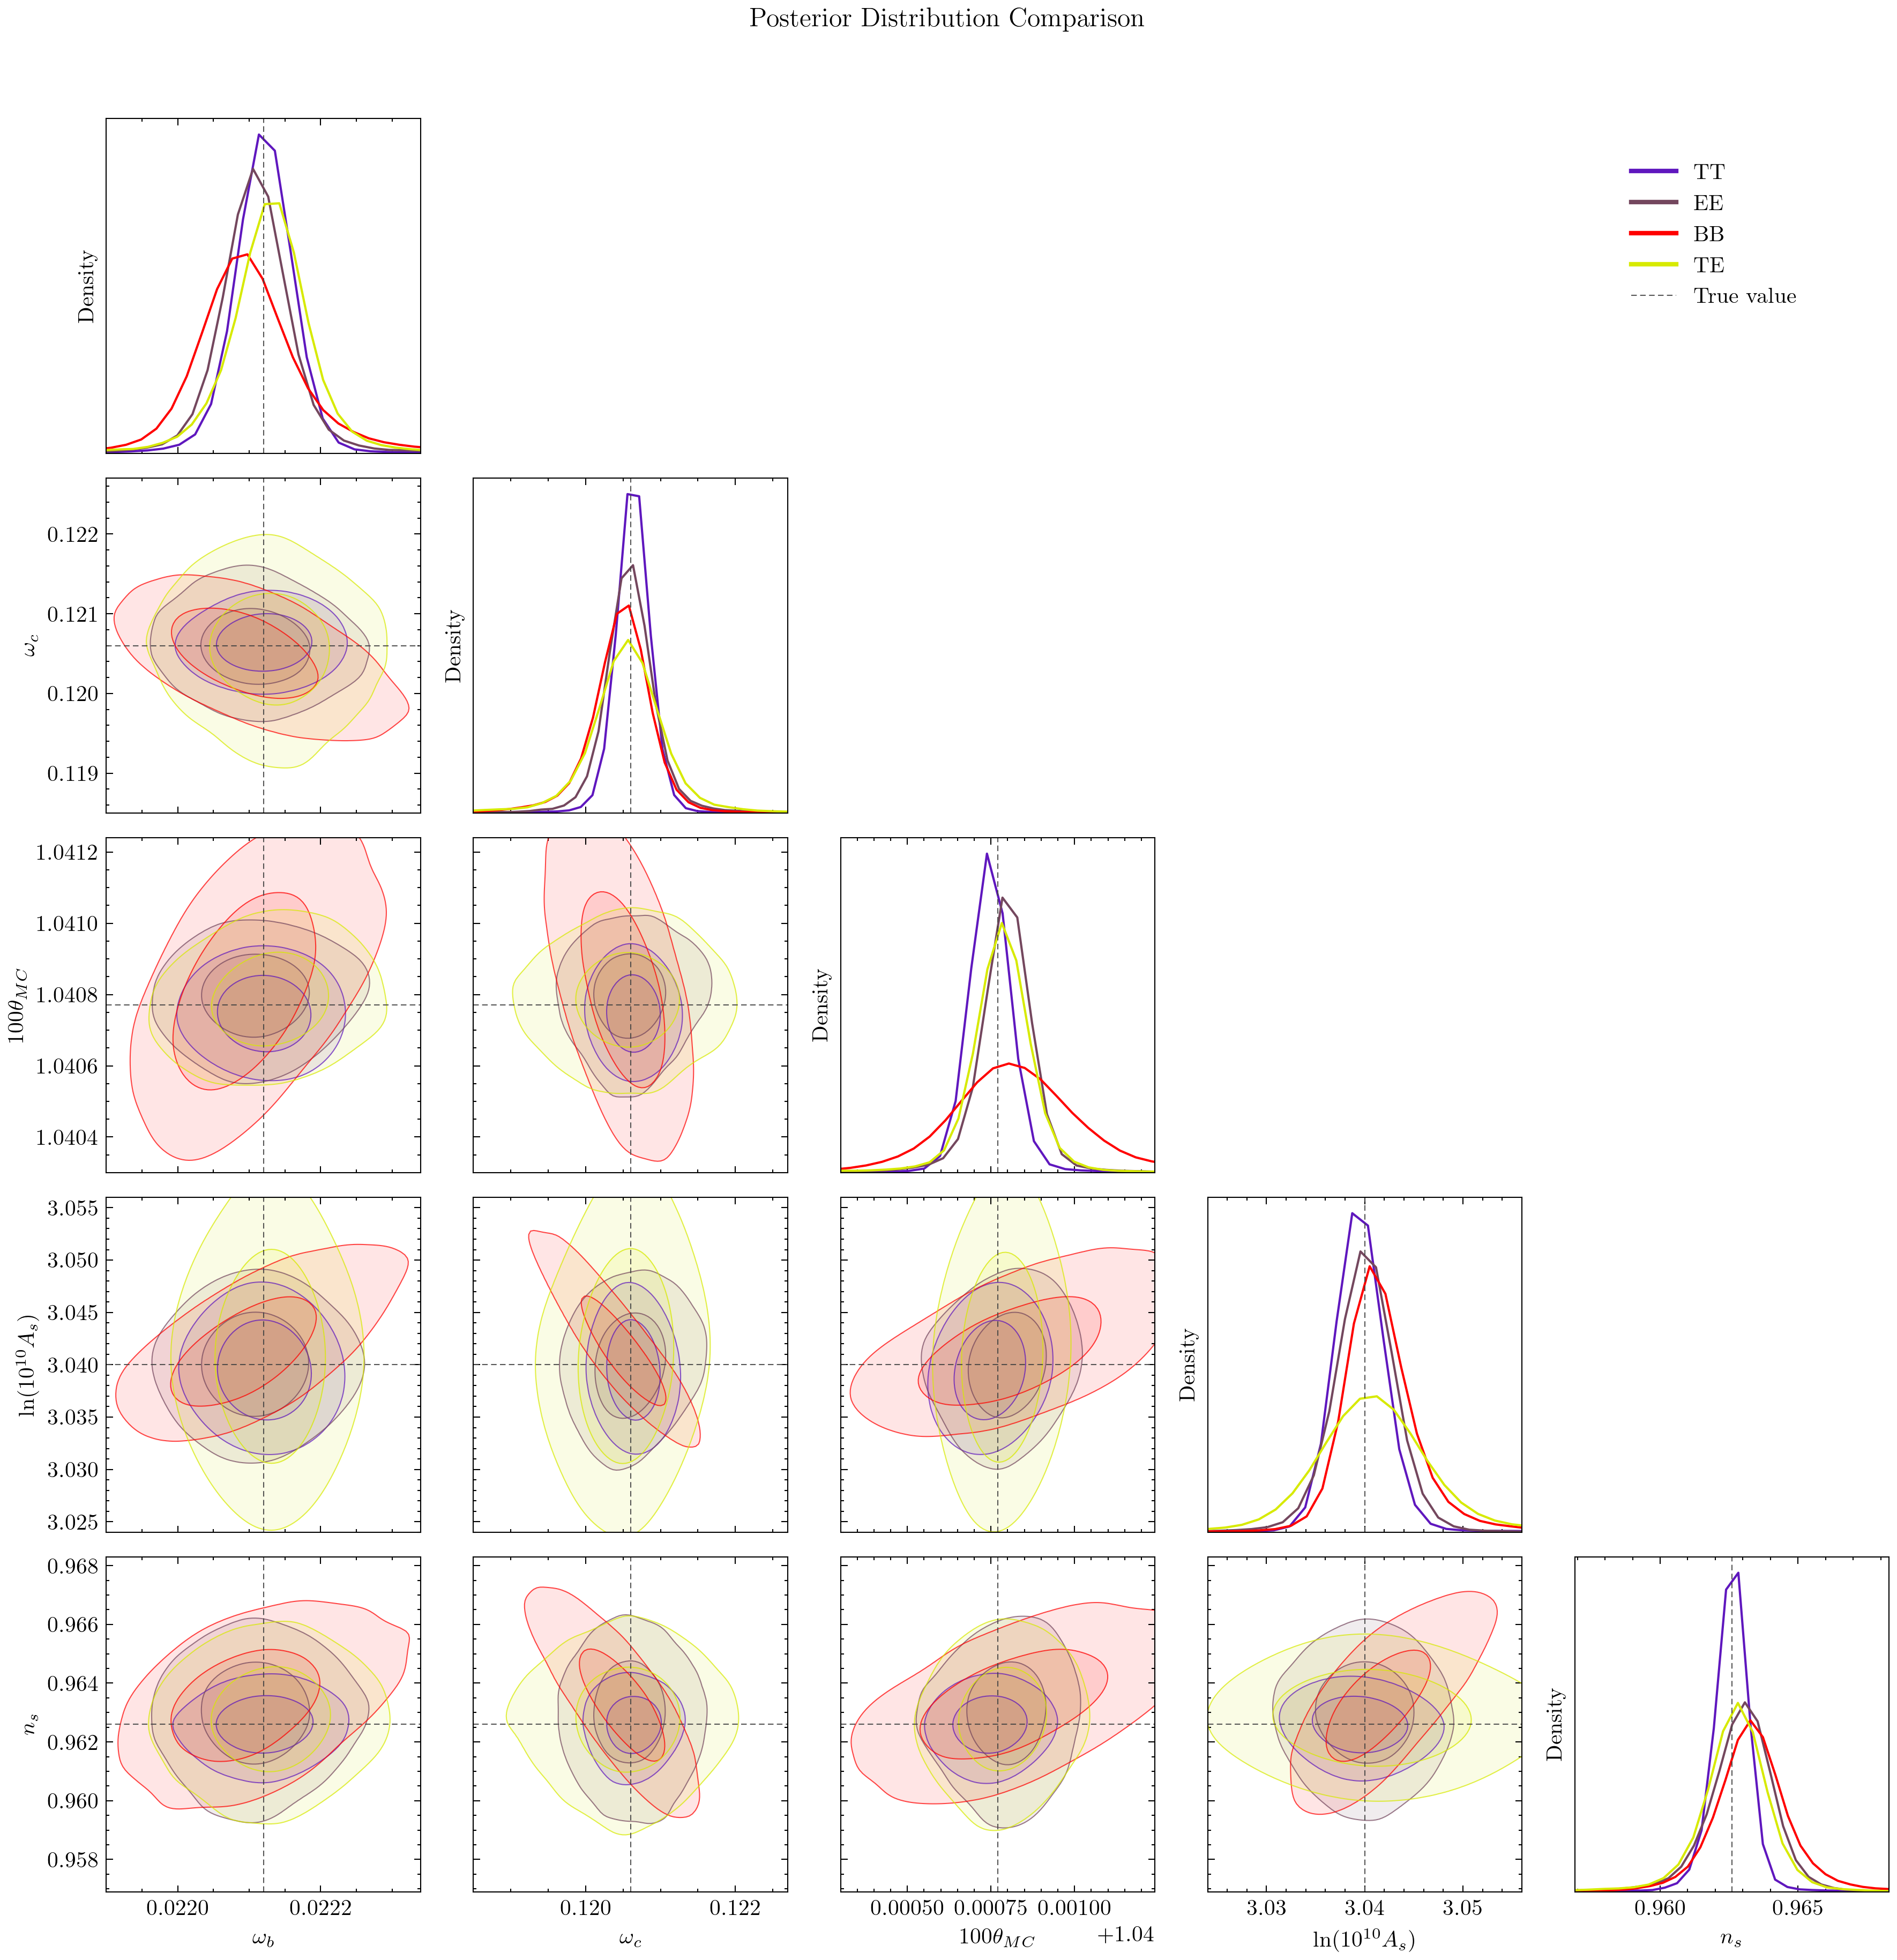 Posterior Distribution Comparison
Density
TT
EE
BB
TE
True value
0.122
0.121
0.120
0.119
ω_c
Density
1.0412
1.0410
1.0408
1.0406
1.0404
100θ_MC
Density
3.055
3.050
3.045
3.040
3.035
3.030
3.025
ln(10^10 A_s)
Density
0.968
0.966
0.964
0.962
0.960
0.958
n_s
Density
0.0220 0.0222
0.120 0.122
0.00050 0.00075 0.00100
3.03 3.04 3.05
0.960 0.965
ω_b
ω_c
100θ_MC
+1.04
ln(10^10 A_s)
n_s